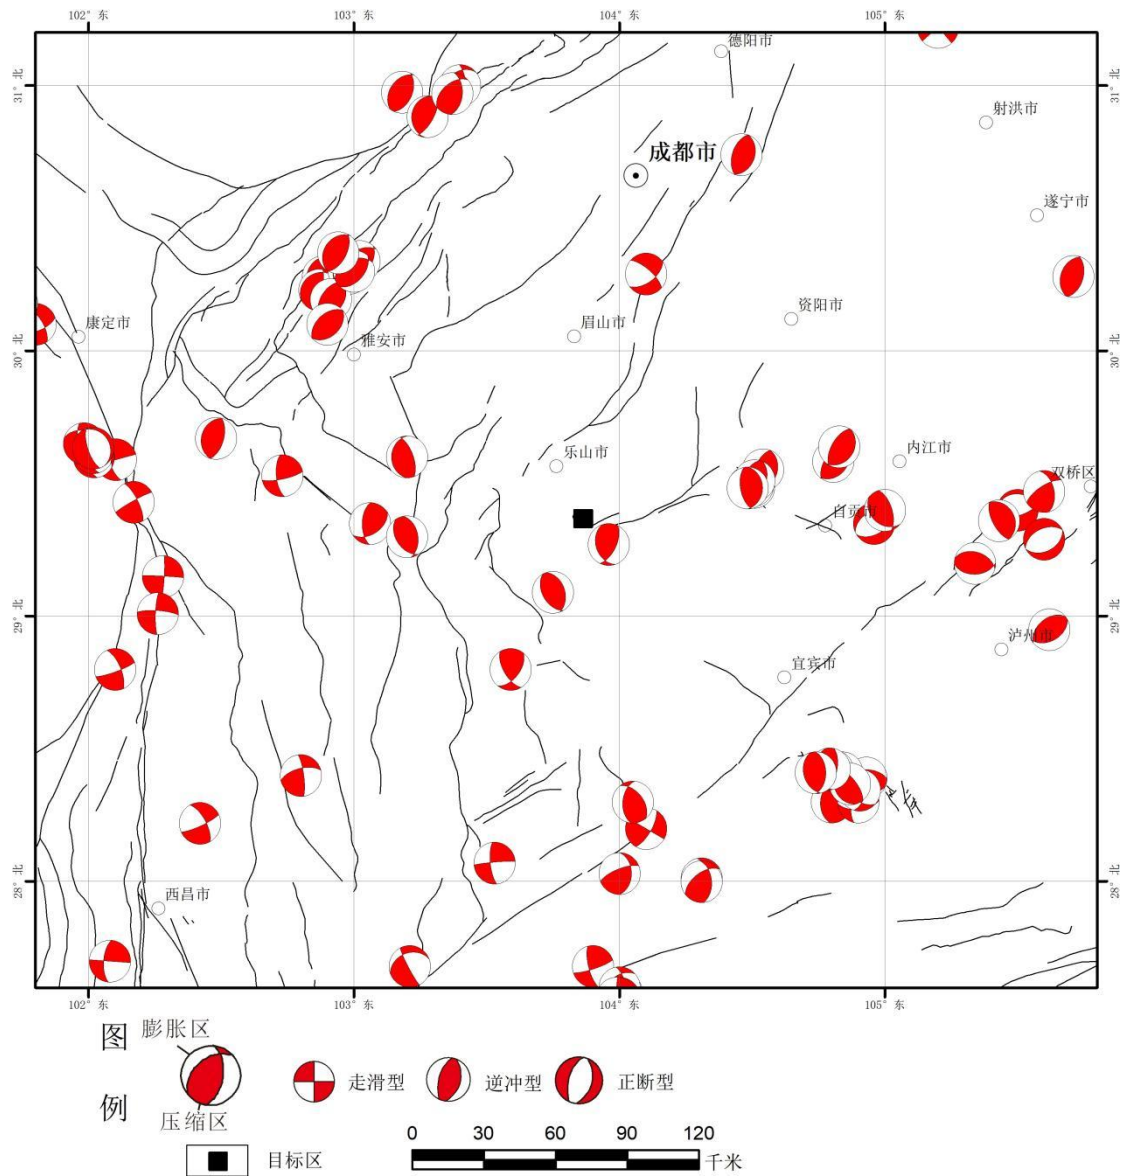 102° 东
103° 东
104° 东
105° 东
德阳市
31° 北
31° 北
射洪市
成都市
遂宁市
资阳市
康定市
眉山市
雅安市
30° 北
30° 北
乐山市
内江市
双桥区
自贡市
29° 北
29° 北
泸州市
宜宾市
28° 北
28° 北
西昌市
102° 东
103° 东
104° 东
105° 东
图例
膨胀区
压缩区
走滑型
逆冲型
正断型
目标区
0 30 60 90 120
千米